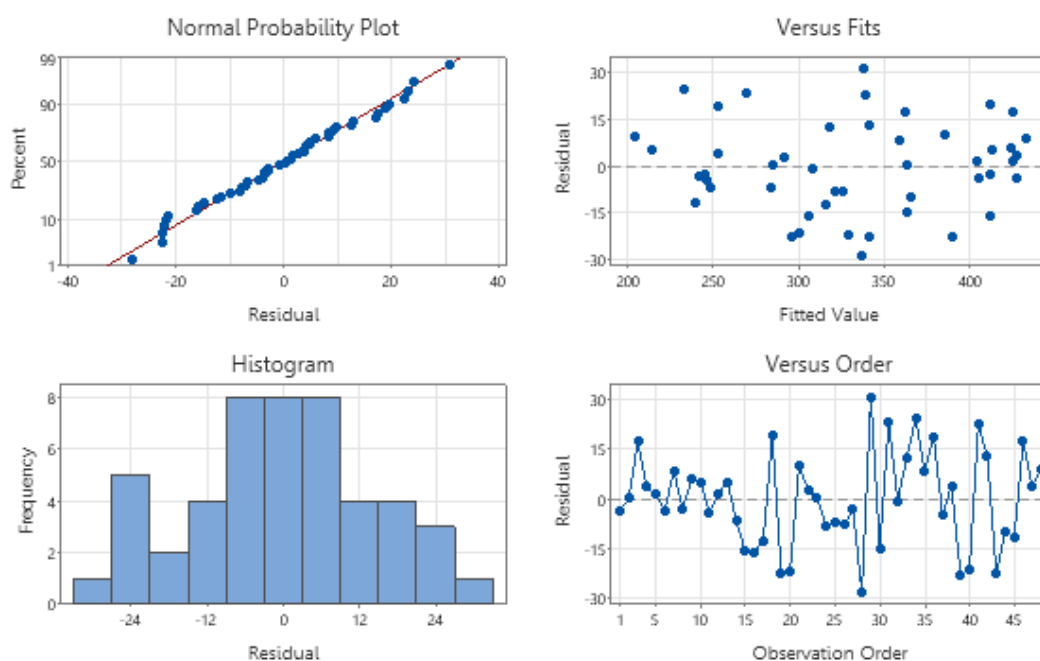 Normal Probability Plot
99
90
50
10
1
Percent
-40 -20 0 20 40
Residual
Versus Fits
30
15
0
-15
-30
Residual
200 250 300 350 400
Fitted Value
Histogram
8
6
4
2
0
Frequency
-24 -12 0 12 24
Residual
Versus Order
30
15
0
-15
-30
Residual
1 5 10 15 20 25 30 35 40 45
Observation Order